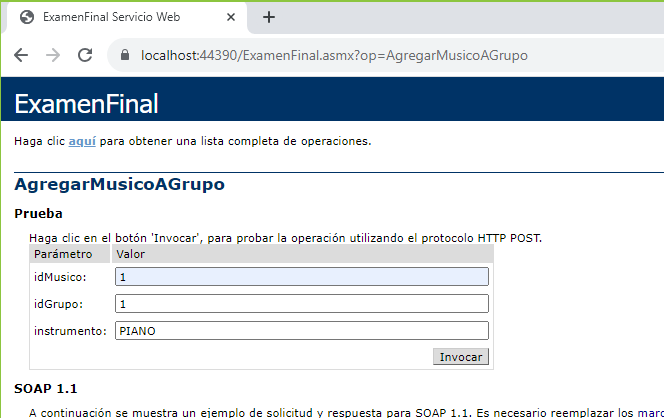 ExamenFinal Servicio Web
localhost:44390/ExamenFinal.asmx?op=AgregarMusicoAGrupo
ExamenFinal
Haga clic aquí para obtener una lista completa de operaciones.
AgregarMusicoAGrupo
Prueba
Haga clic en el botón 'Invocar', para probar la operación utilizando el protocolo HTTP POST.
Parámetro Valor
idMusico: 1
idGrupo: 1
instrumento: PIANO
Invocar
SOAP 1.1
A continuación se muestra un ejemplo de solicitud y respuesta para SOAP 1.1. Es necesario reemplazar los